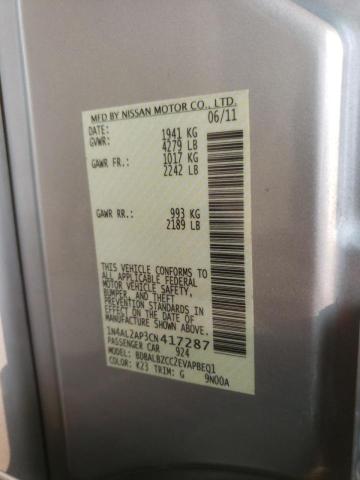 MFD BY NISSAN MOTOR CO., LTD.
DATE: 06/11
GVWR: 1941 KG
4279 LB
GAWR FR.: 1017 KG
2242 LB
GAWR RR.: 993 KG
2189 LB
THIS VEHICLE CONFORMS TO
ALL APPLICABLE FEDERAL
MOTOR VEHICLE SAFETY,
BUMPER, AND THEFT
PREVENTION STANDARDS IN
EFFECT ON THE DATE OF
MANUFACTURE SHOWN ABOVE.
1N4AL2AP3CN417287
PASSENGER CAR 924
MODEL: BDBALBZCC2EVAPBEQ1
COLOR: K23 TRIM: G 9N00A